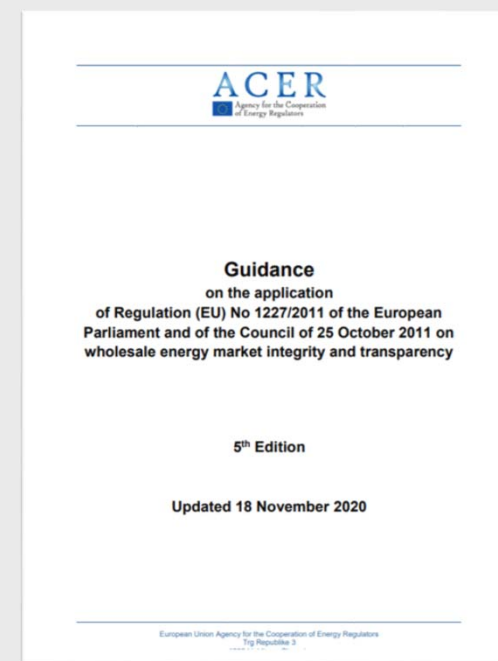 ACER
Agency for the Cooperation
of Energy Regulators
Guidance
on the application
of Regulation (EU) No 1227/2011 of the European
Parliament and of the Council of 25 October 2011 on
wholesale energy market integrity and transparency
5th Edition
Updated 18 November 2020
European Union Agency for the Cooperation of Energy Regulators
Trg Republike 3